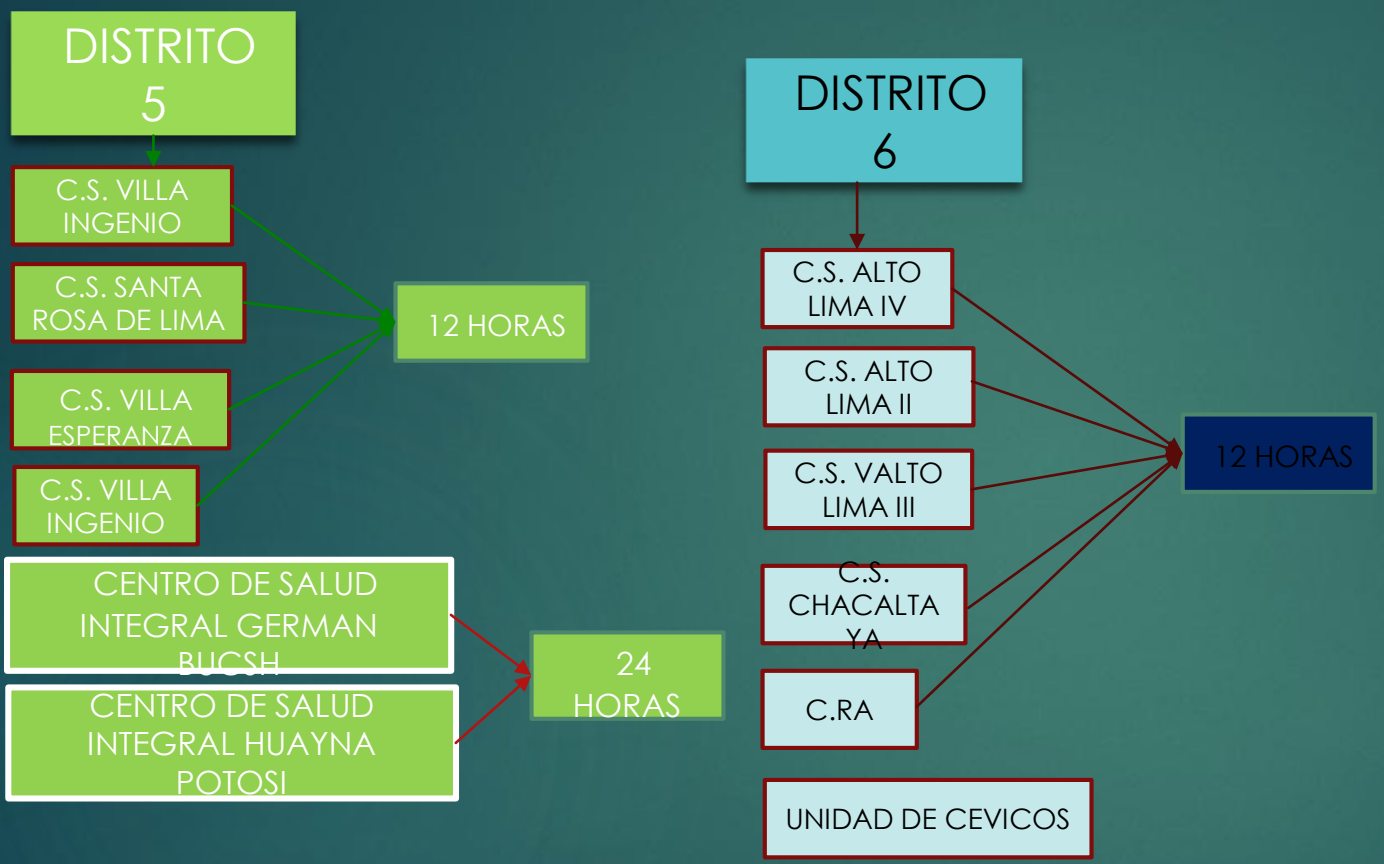 DISTRITO
5
C.S. VILLA
INGENIO
C.S. SANTA
ROSA DE LIMA
C.S. VILLA
ESPERANZA
C.S. VILLA
INGENIO
12 HORAS
CENTRO DE SALUD
INTEGRAL GERMAN
BUCSH
CENTRO DE SALUD
INTEGRAL HUAYNA
POTOSI
24
HORAS
DISTRITO
6
C.S. ALTO
LIMA IV
C.S. ALTO
LIMA II
C.S. VALTO
LIMA III
C.S.
CHACALTA
YA
C.RA
12 HORAS
UNIDAD DE CEVICOS